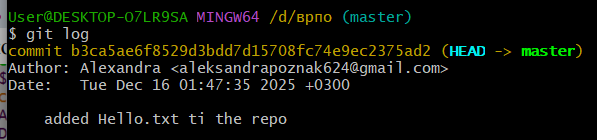 User@DESKTOP-O7LR9SA MINGW64 /d/врпо (master)
$ git log
commit b3ca5ae6f8529d3bdd7d15708fc74e9ec2375ad2 (HEAD -> master)
Author: Alexandra <aleksandrapoznak624@gmail.com>
Date:   Tue Dec 16 01:47:35 2025 +0300
    added Hello.txt ti the repo